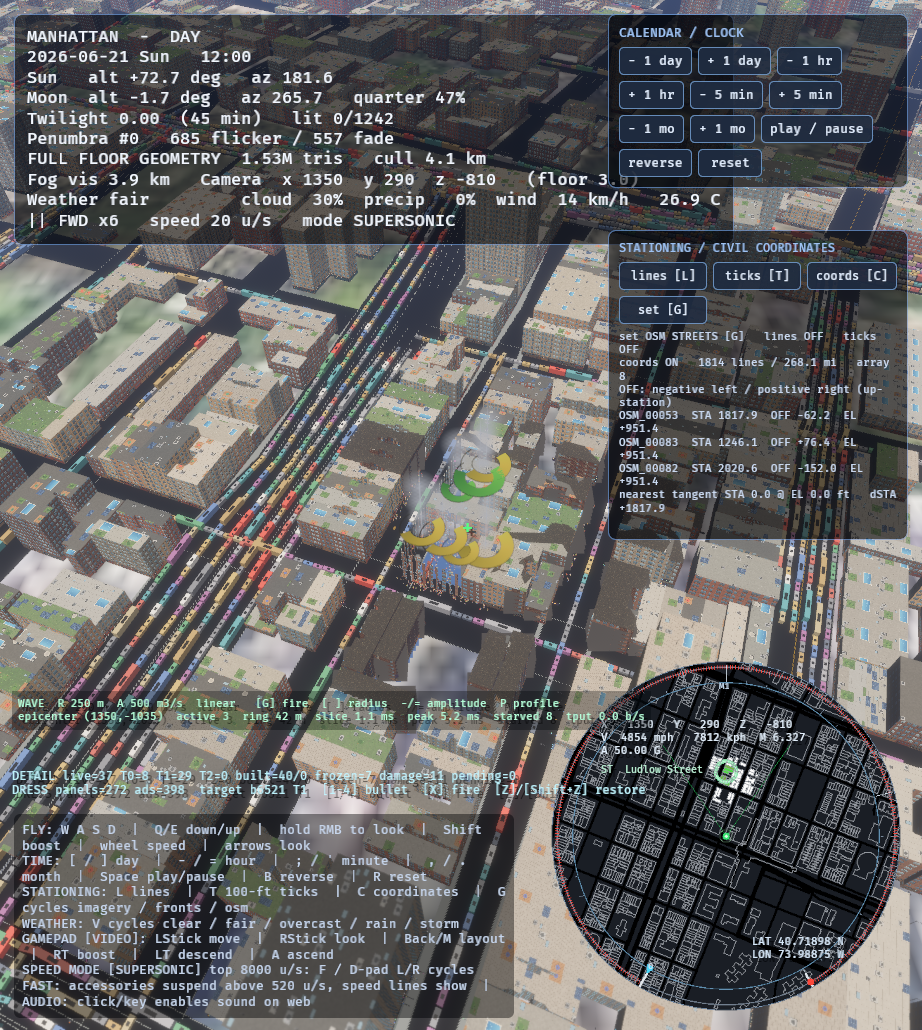 MANHATTAN - DAY
2026-06-21 Sun 12:00
Sun alt +72.7 deg az 181.6
Moon alt -1.7 deg az 265.7 quarter 47%
Twilight 0.00 (45 min) lit 0/1242
Penumbra #0 685 flicker / 557 fade
FULL FLOOR GEOMETRY 1.53M tris cull 4.1 km
Fog vis 3.9 km Camera x 1350 y 290 z -810 (floor 3.0)
Weather fair cloud 30% precip 0% wind 14 km/h 26.9 C
|| FWD x6 speed 20 u/s mode SUPERSONIC
CALENDAR / CLOCK
- 1 day + 1 day - 1 hr
+ 1 hr - 5 min + 5 min
- 1 mo + 1 mo play / pause
reverse reset
STATIONING / CIVIL COORDINATES
lines [L] ticks [T] coords [C]
set [G]
set OSM STREETS [G] lines OFF ticks
OFF
coords ON 1814 lines / 268.1 mi array
8
OFF: negative left / positive right (up-
station)
OSM_00053 STA 1817.9 OFF -62.2 EL
+951.4
OSM_00083 STA 1246.1 OFF +76.4 EL
+951.4
OSM_00082 STA 2020.6 OFF -152.0 EL
+951.4
nearest tangent STA 0.0 @ EL 0.0 ft dSTA
+1817.9
WAVE R 250 m A 500 m3/s linear [G] fire [ ] radius -/= amplitude P profile
epicenter (1350,-1035) active 3 ring 42 m slice 1.1 ms peak 5.2 ms starved 8 tput 0.0 b/s
1350 Y 290 Z -810
V 4854 mph 7812 kph M 6.327
A 50.00 G
ST Ludlow Street
DETAIL live=37 T0=8 T1=29 T2=0 built=40/0 frozen=7 damage=11 pending=0
DRESS panels=272 ads=398 target b6521 T1 [1-4] bullet [X] fire [Z]/[Shift+Z] restore
FLY: W A S D | Q/E down/up | hold RMB to look | Shift
boost | wheel speed | arrows look
TIME: [ / ] day | - / = hour | ; / ' minute | , / .
month | Space play/pause | B reverse | R reset
STATIONING: L lines | T 100-ft ticks | C coordinates | G
cycles imagery / fronts / osm
WEATHER: V cycles clear / fair / overcast / rain / storm
GAMEPAD [VIDEO]: LStick move | RStick look | Back/M layout
| RT boost | LT descend | A ascend
SPEED MODE [SUPERSONIC] top 8000 u/s: F / D-pad L/R cycles
FAST: accessories suspend above 520 u/s, speed lines show |
AUDIO: click/key enables sound on web
LAT 40.71898 N
LON 73.98875 W